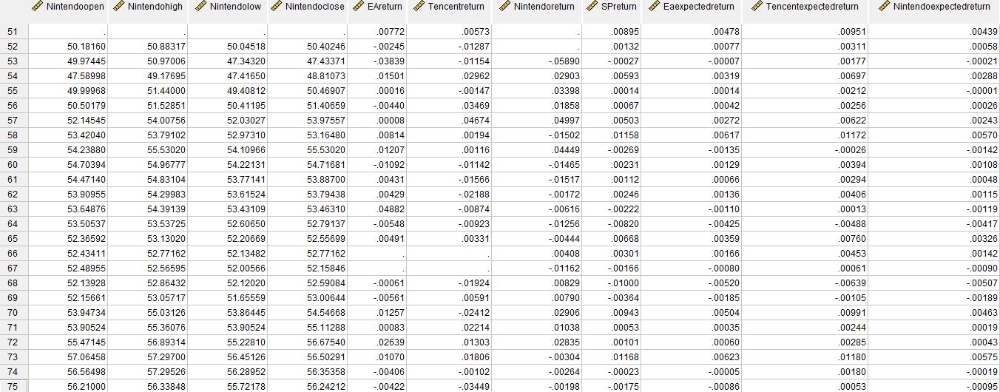 Nintendoopen Nintendohigh Nintendolow Nintendoclose EAreturn Tencentreturn Nintendoreturn SPreturn Eaexpectedreturn Tencentexpectedreturn Nintendoexpectedreturn
51 . . . . .00772 .00573 . .00895 .00478 .00951 .00439
52 50.18160 50.88317 50.04518 50.40246 -.00245 -.01287 . .00132 .00077 .00311 .00058
53 49.97445 50.97006 47.34320 47.43371 -.03839 -.01154 -.05890 -.00027 -.00007 .00177 -.00021
54 47.58998 49.17695 47.41650 48.81073 .01501 .02962 .02903 .00593 .00319 .00697 .00288
55 49.99968 51.44000 49.40812 50.46907 .00016 -.00147 .03398 .00014 .00014 .00212 -.00001
56 50.50179 51.52851 50.41195 51.40659 -.00440 .03469 .01858 .00067 .00042 .00256 .00026
57 52.14545 54.00756 52.03027 53.97557 .00008 .04674 .04997 .00503 .00272 .00622 .00243
58 53.42040 53.79102 52.97310 53.16480 .00814 .00194 -.01502 .01158 .00617 .01172 .00570
59 54.23880 55.53020 54.10966 55.53020 .01207 .00116 .04449 -.00269 -.00135 -.00026 -.00142
60 54.70394 54.96777 54.22131 54.71681 -.01092 -.01142 -.01465 .00231 .00129 .00394 .00108
61 54.47140 54.83104 53.77141 53.88700 .00431 -.01566 -.01517 .00112 .00066 .00294 .00048
62 53.90955 54.29983 53.61524 53.79438 .00429 -.02188 -.00172 .00246 .00136 .00406 .00115
63 53.64876 54.39139 53.43109 53.46310 .04882 -.00874 -.00616 -.00222 -.00110 .00013 -.00119
64 53.50537 53.53725 52.60650 52.79137 -.00548 -.00923 -.01256 -.00820 -.00425 -.00488 -.00417
65 52.36592 53.13020 52.20669 52.55699 .00491 .00331 -.00444 .00668 .00359 .00760 .00326
66 52.43411 52.77162 52.13482 52.77162 . . .00408 .00301 .00166 .00453 .00142
67 52.48955 52.56595 52.00566 52.15846 . . -.01162 -.00166 -.00080 .00061 -.00090
68 52.13928 52.86432 52.12020 52.59084 -.00061 -.01924 .00829 -.01000 -.00520 -.00639 -.00507
69 52.15661 53.05717 51.65559 53.00644 -.00561 .00591 .00790 -.00364 -.00185 -.00105 -.00189
70 53.94734 55.03126 53.86445 54.54668 .01257 -.02412 .02906 .00943 .00504 .00991 .00463
71 53.90524 55.36076 53.90524 55.11288 .00083 .02214 .01038 .00053 .00035 .00244 .00019
72 55.47145 56.89314 55.22810 56.67540 .02639 .01303 .02835 .00101 .00060 .00285 .00043
73 57.06458 57.29700 56.45126 56.50291 .01070 .01806 -.00304 .01168 .00623 .01180 .00575
74 56.56498 57.29526 56.28952 56.35358 -.00406 -.00102 -.00264 -.00023 -.00005 .00180 -.00019
75 56.21000 56.33848 55.72178 56.24212 -.00422 -.03449 -.00198 -.00175 -.00086 .00053 -.00095